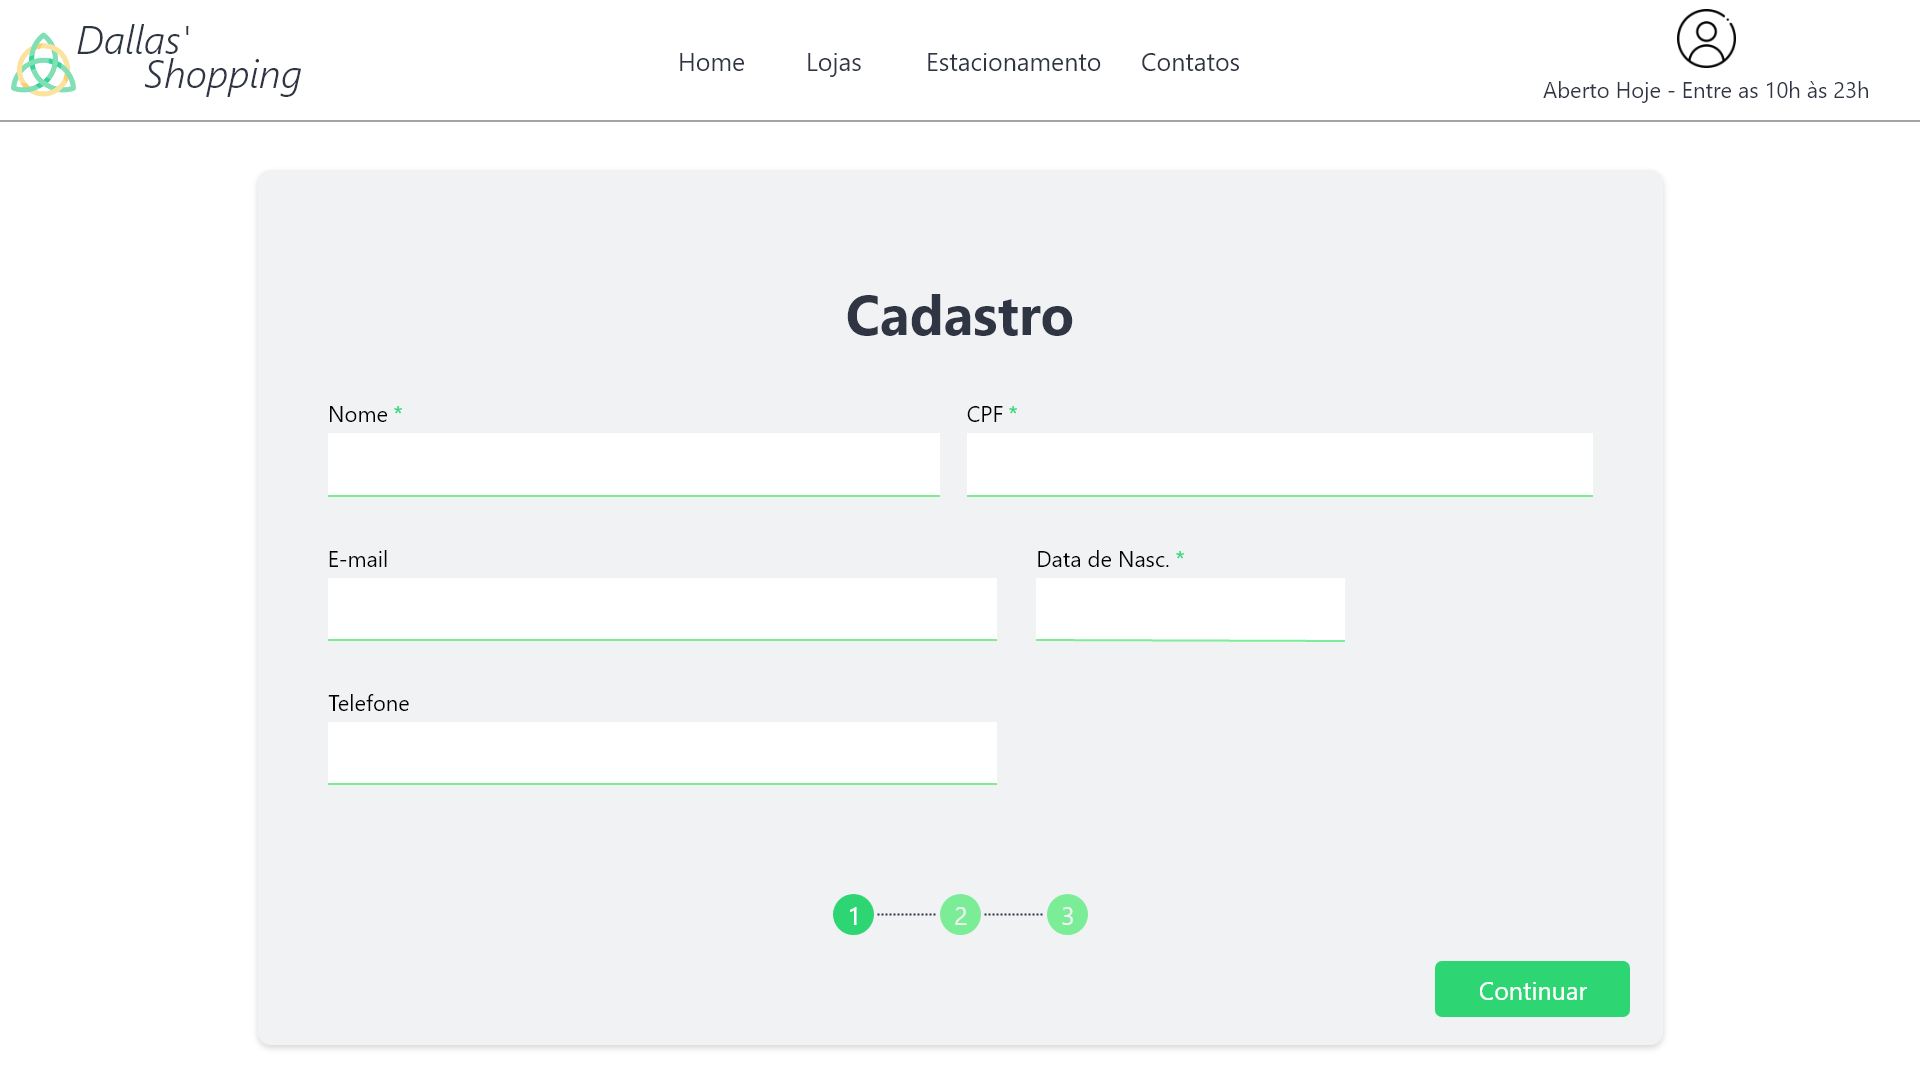 Dallas'
Shopping
Home Lojas Estacionamento Contatos
Aberto Hoje - Entre as 10h às 23h
Cadastro
Nome * CPF *
E-mail Data de Nasc. *
Telefone
1 2 3
Continuar